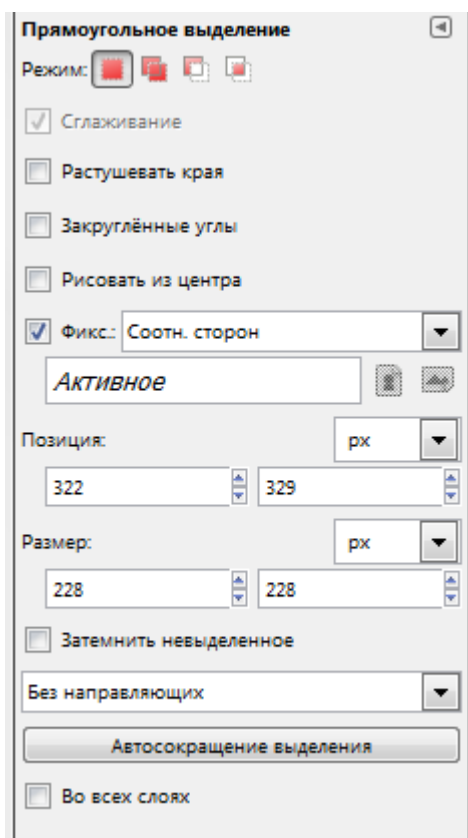 Прямоугольное выделение
Режим:
Сглаживание
Растушевать края
Закруглённые углы
Рисовать из центра
Фикс.: Соотн. сторон
Активное
Позиция: px
322 329
Размер: px
228 228
Затемнить невыделенное
Без направляющих
Автосокращение выделения
Во всех слоях